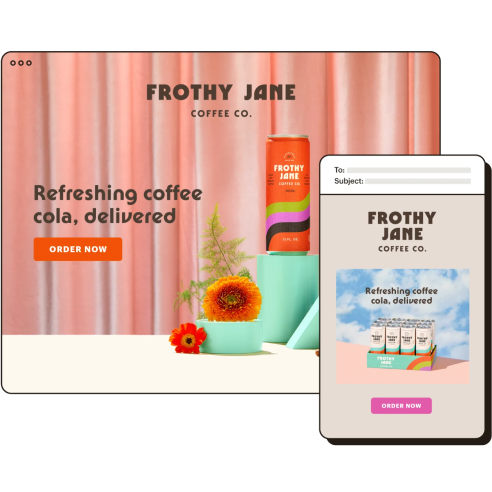 FROTHY JANE
COFFEE CO.
Refreshing coffee
cola, delivered
ORDER NOW
FROTHY
JANE
COFFEE CO.
To:
Subject:
FROTHY
JANE
COFFEE CO.
Refreshing coffee
cola, delivered
FROTHY
JANE
ORDER NOW